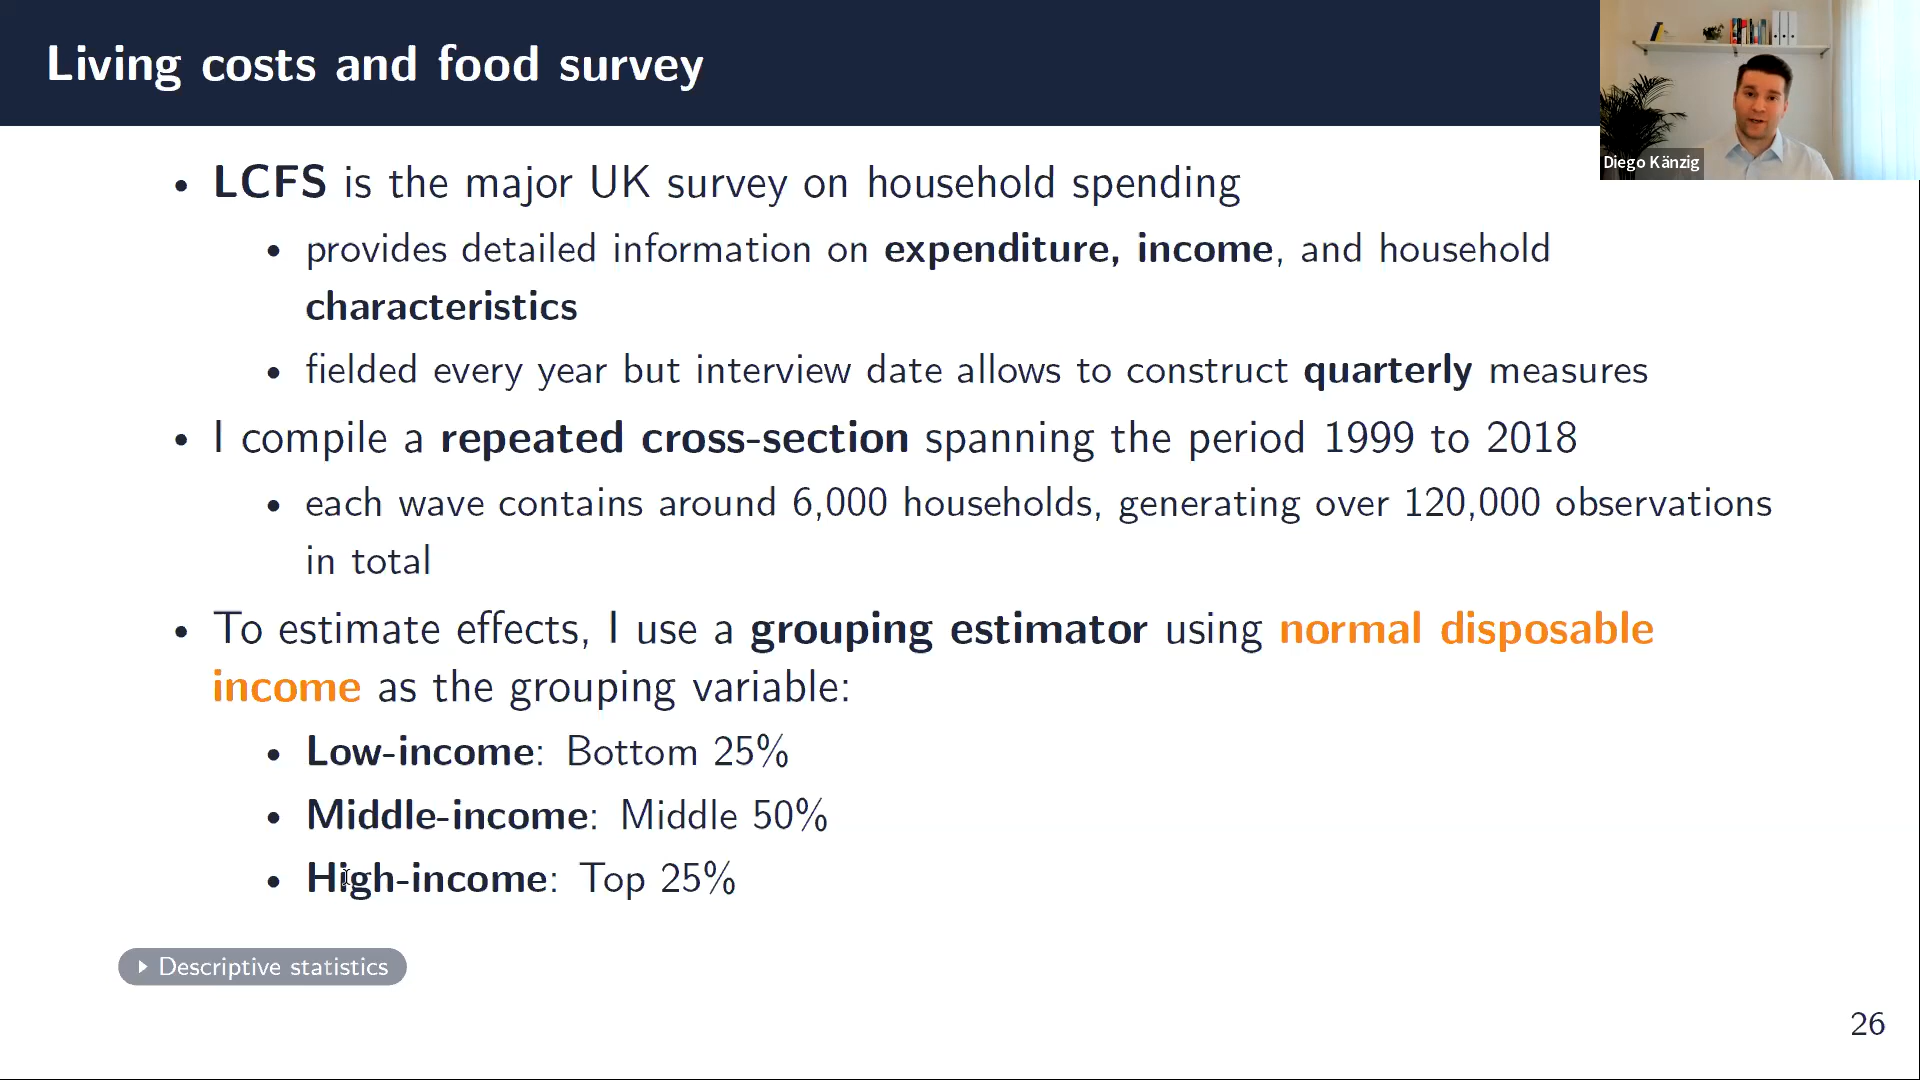 Living costs and food survey
Diego Känzig
• LCFS is the major UK survey on household spending
• provides detailed information on expenditure, income, and household
characteristics
• fielded every year but interview date allows to construct quarterly measures
• I compile a repeated cross-section spanning the period 1999 to 2018
• each wave contains around 6,000 households, generating over 120,000 observations
in total
• To estimate effects, I use a grouping estimator using normal disposable
income as the grouping variable:
• Low-income: Bottom 25%
• Middle-income: Middle 50%
• High-income: Top 25%
Descriptive statistics
26